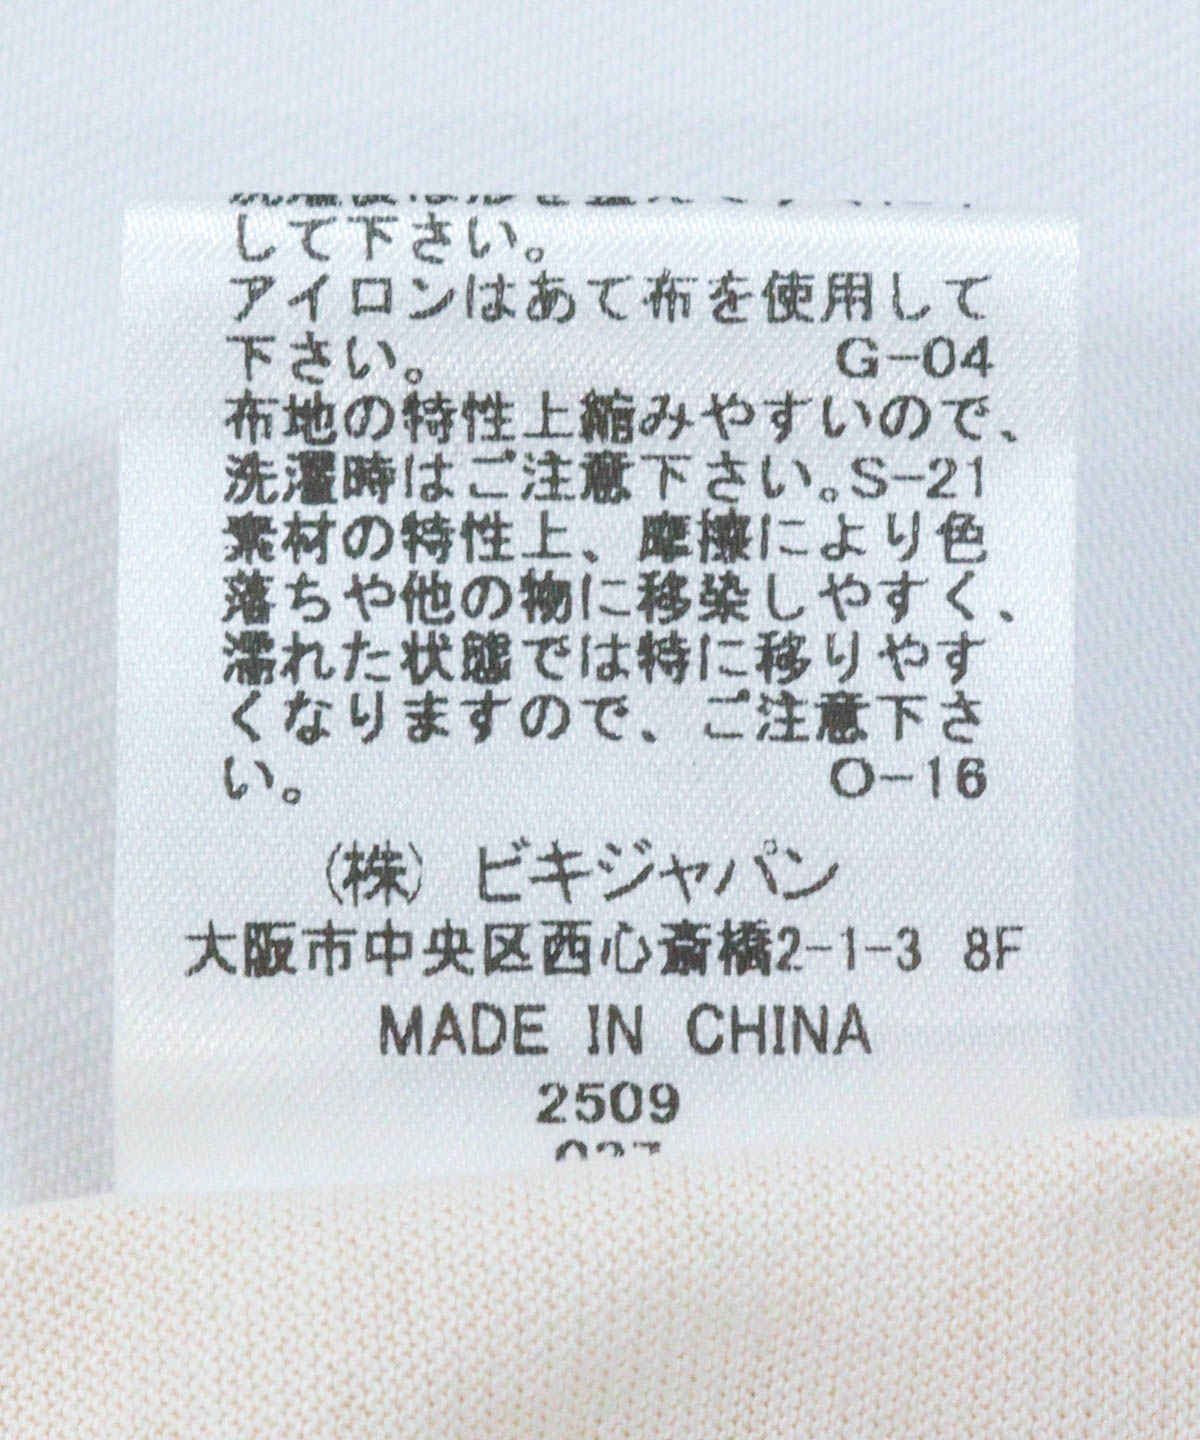 して下さい。
アイロンはあて布を使用して
下さい。 G-04
布地の特性上縮みやすいので、
洗濯時はご注意下さい。S-21
素材の特性上、摩擦により色
落ちや他の物に移染しやすく、
濡れた状態では特に移りやす
くなりますので、ご注意下さ
い。 O-16
(株) ビキジャパン
大阪市中央区西心斎橋2-1-3 8F
MADE IN CHINA
2509